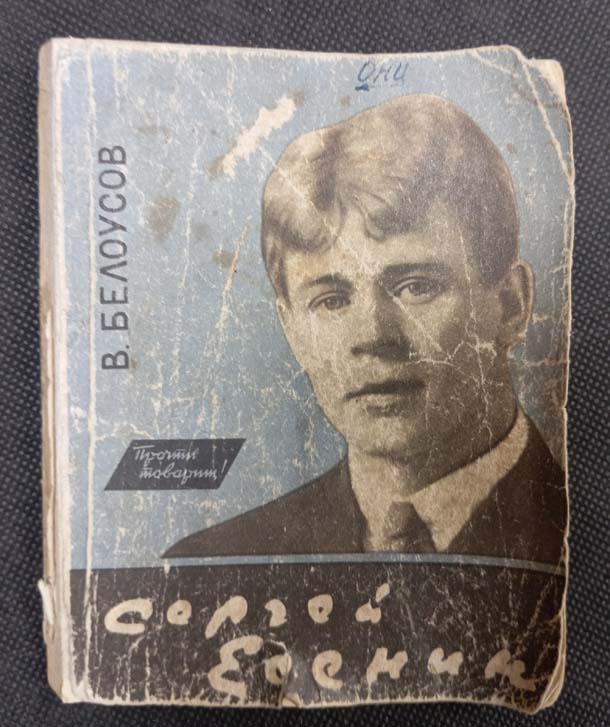 Они
В. БЕЛОУСОВ
Прочти
товарищ!
Сергей
Есенин